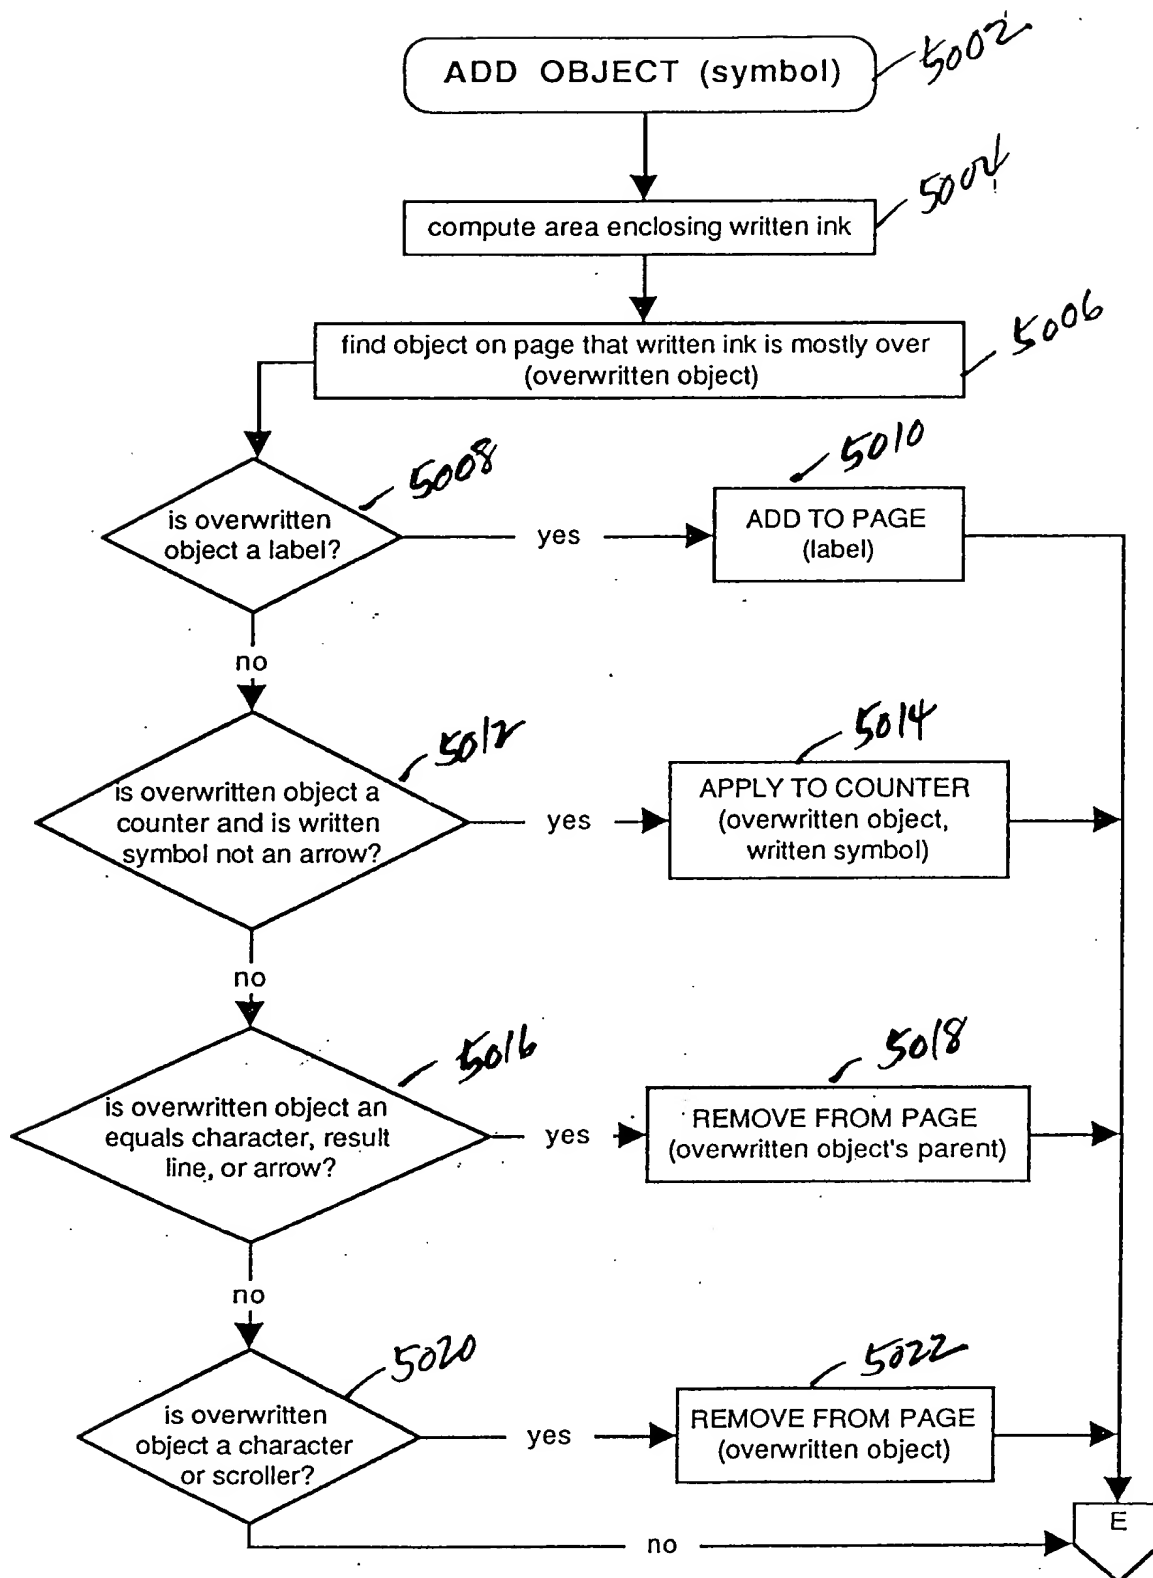 ADD OBJECT (symbol)
5002
compute area enclosing written ink
5004
find object on page that written ink is mostly over
(overwritten object)
5006
is overwritten
object a label?
5008
yes
ADD TO PAGE
(label)
5010
no
is overwritten object a
counter and is written
symbol not an arrow?
5012
yes
APPLY TO COUNTER
(overwritten object,
written symbol)
5014
no
is overwritten object an
equals character, result
line, or arrow?
5016
yes
REMOVE FROM PAGE
(overwritten object's parent)
5018
no
is overwritten
object a character
or scroller?
5020
yes
REMOVE FROM PAGE
(overwritten object)
5022
no
E